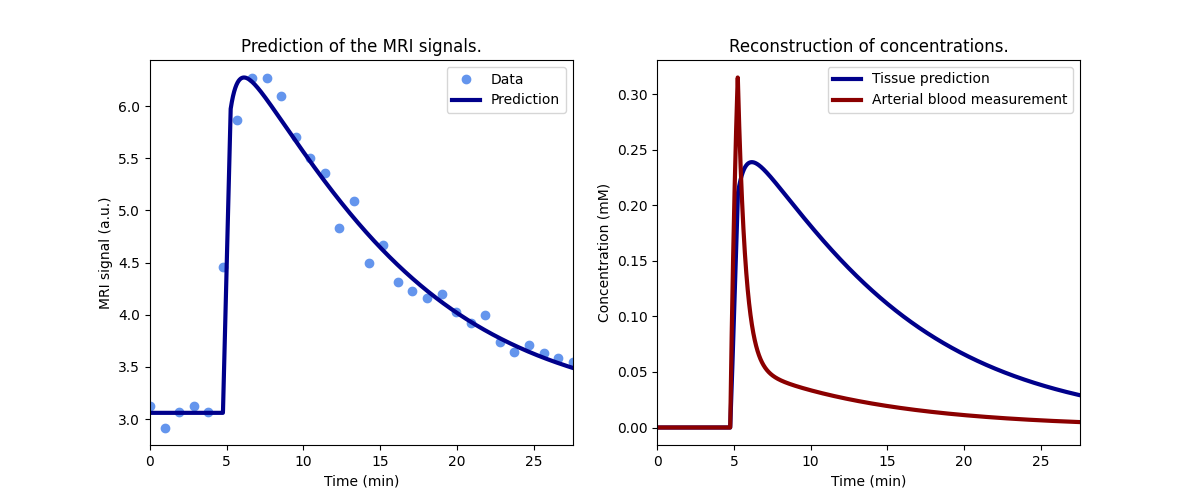 Prediction of the MRI signals.
Data
Prediction
MRI signal (a.u.)
6.0
5.5
5.0
4.5
4.0
3.5
3.0
0
5
10
15
20
25
Time (min)
Reconstruction of concentrations.
Tissue prediction
Arterial blood measurement
Concentration (mM)
0.30
0.25
0.20
0.15
0.10
0.05
0.00
0
5
10
15
20
25
Time (min)